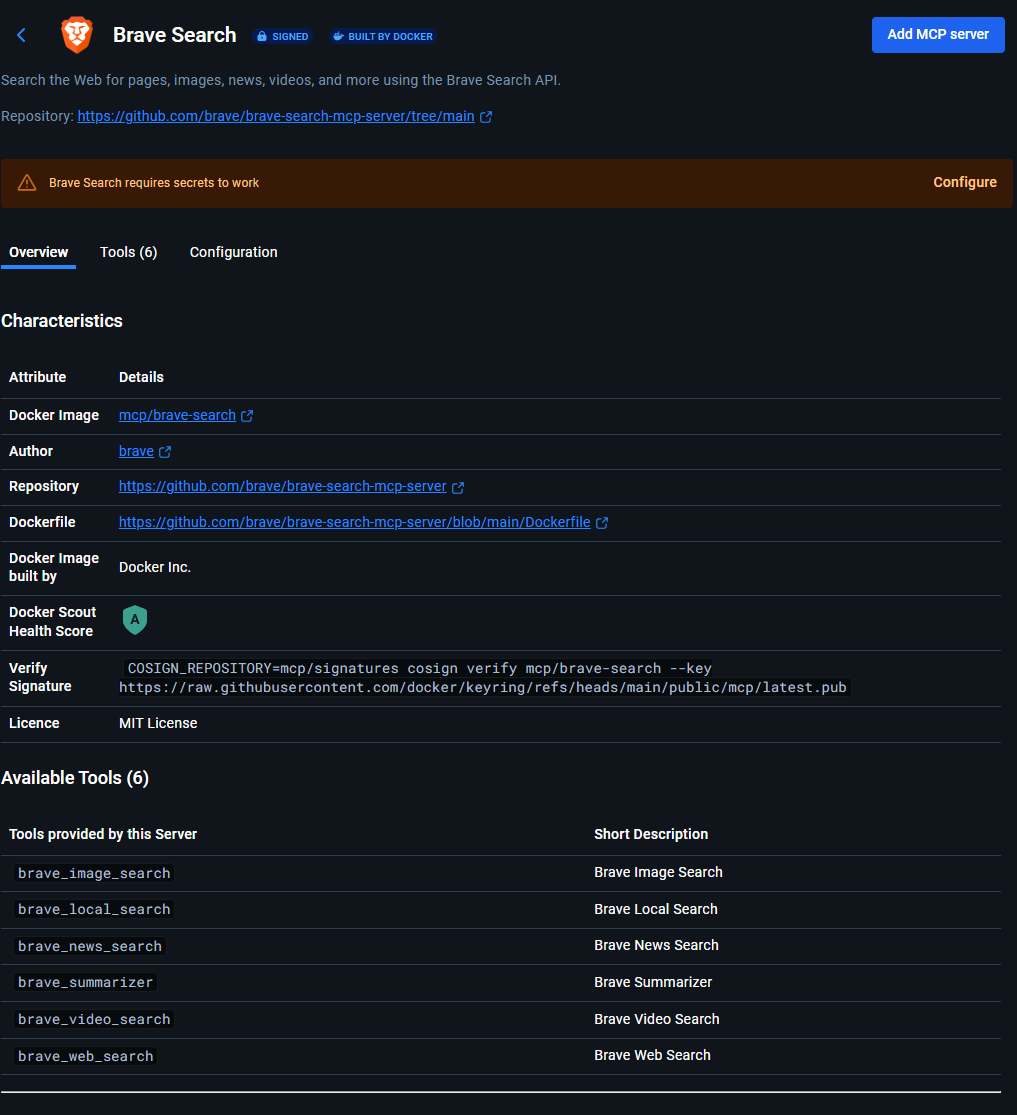 Brave Search SIGNED BUILT BY DOCKER Add MCP server
Search the Web for pages, images, news, videos, and more using the Brave Search API.
Repository: https://github.com/brave/brave-search-mcp-server/tree/main
Brave Search requires secrets to work Configure
Overview Tools (6) Configuration
Characteristics
Attribute Details
Docker Image mcp/brave-search
Author brave
Repository https://github.com/brave/brave-search-mcp-server
Dockerfile https://github.com/brave/brave-search-mcp-server/blob/main/Dockerfile
Docker Image
built by
Docker Inc.
Docker Scout
Health Score
A
Verify
Signature
COSIGN_REPOSITORY=mcp/signatures cosign verify mcp/brave-search --key
https://raw.githubusercontent.com/docker/keyring/refs/heads/main/public/mcp/latest.pub
Licence MIT License
Available Tools (6)
Tools provided by this Server Short Description
brave_image_search Brave Image Search
brave_local_search Brave Local Search
brave_news_search Brave News Search
brave_summarizer Brave Summarizer
brave_video_search Brave Video Search
brave_web_search Brave Web Search